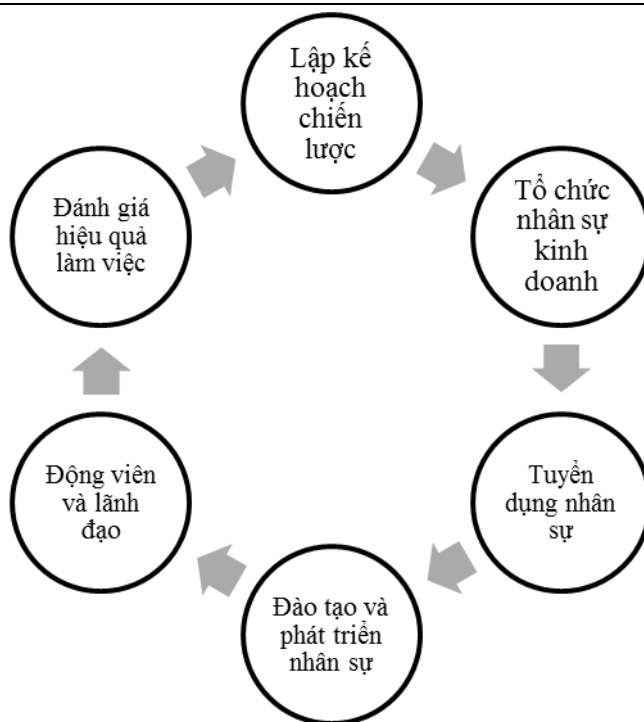 Lập kế
hoạch
chiến
lược
Tổ chức
nhân sự
kinh
doanh
Tuyển
dụng nhân
sự
Đào tạo và
phát triển
nhân sự
Động viên
và lãnh
đạo
Đánh giá
hiệu quả
làm việc